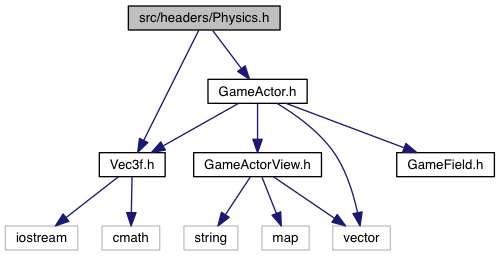 src/headers/Physics.h
GameActor.h
Vec3f.h
GameActorView.h
GameField.h
iostream
cmath
string
map
vector